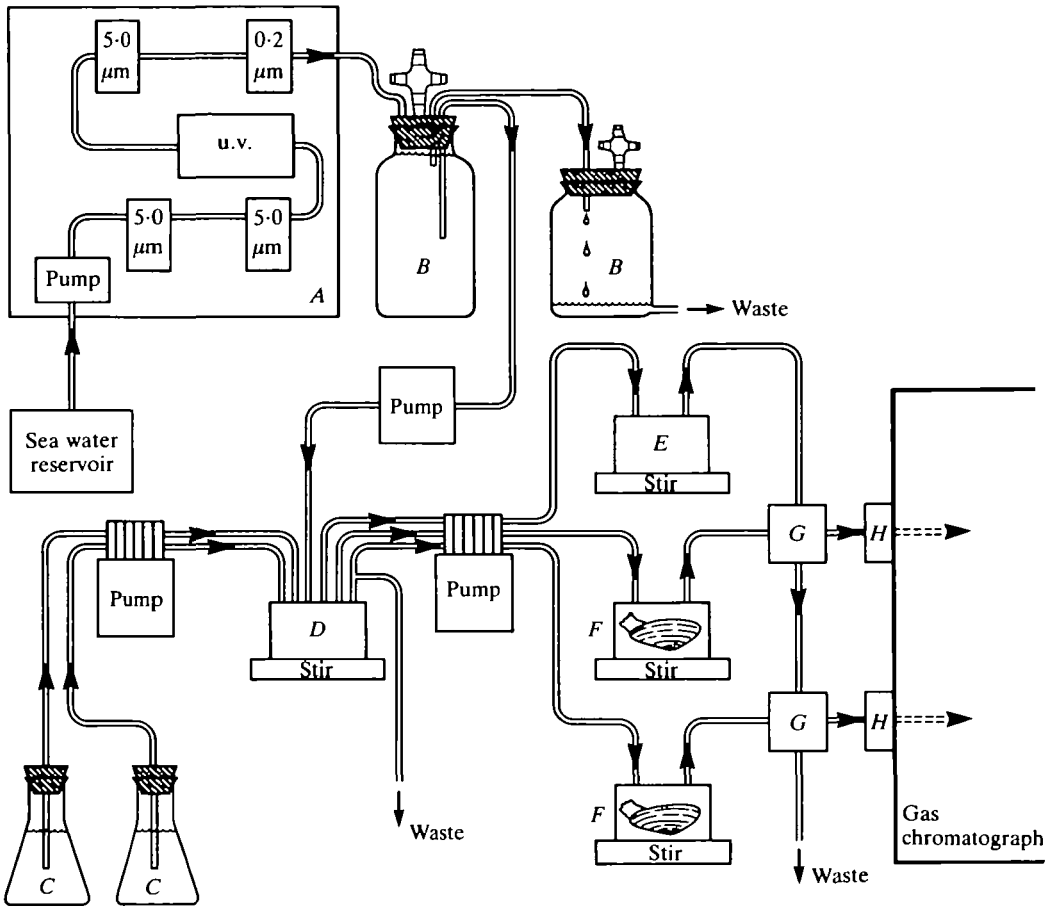 5·0
μm
0·2
μm
u.v.
5·0
μm
5·0
μm
Pump
A
B
B
Waste
Sea water
reservoir
Pump
E
Stir
Pump
Pump
D
Stir
F
Stir
G
H
G
H
F
Stir
C
C
Waste
Waste
Gas
chromatograph